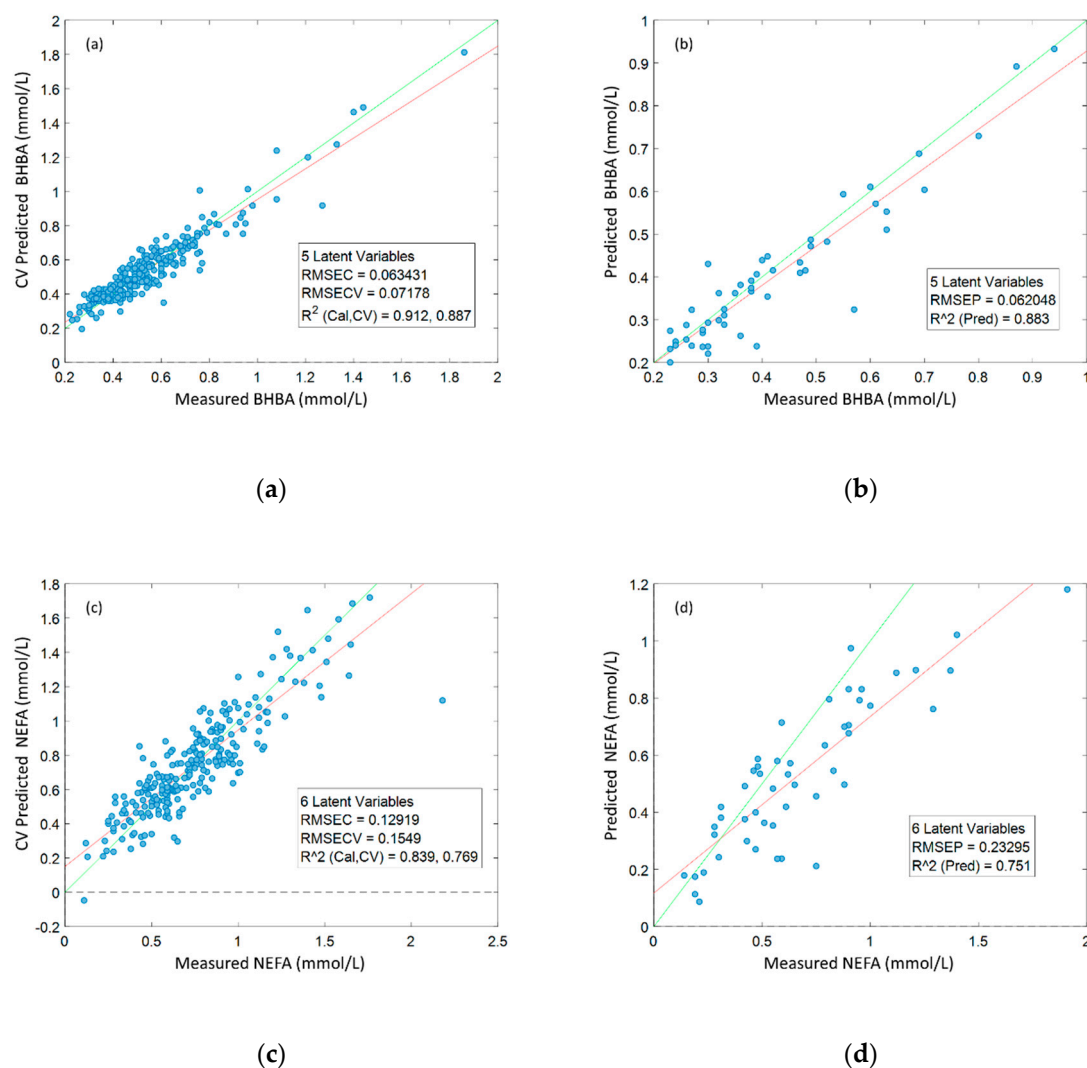 (a)
CV Predicted BHBA (mmol/L)
2
1.8
1.6
1.4
1.2
1
0.8
0.6
0.4
0.2
0
5 Latent Variables
RMSEC = 0.063431
RMSECV = 0.07178
R² (Cal,CV) = 0.912, 0.887
0.2 0.4 0.6 0.8 1 1.2 1.4 1.6 1.8 2
Measured BHBA (mmol/L)
(a)
(b)
Predicted BHBA (mmol/L)
1
0.9
0.8
0.7
0.6
0.5
0.4
0.3
0.2
5 Latent Variables
RMSEP = 0.062048
R^2 (Pred) = 0.883
0.2 0.3 0.4 0.5 0.6 0.7 0.8 0.9 1
Measured BHBA (mmol/L)
(b)
(c)
CV Predicted NEFA (mmol/L)
1.8
1.6
1.4
1.2
1
0.8
0.6
0.4
0.2
0
-0.2
6 Latent Variables
RMSEC = 0.12919
RMSECV = 0.1549
R^2 (Cal,CV) = 0.839, 0.769
0 0.5 1 1.5 2 2.5
Measured NEFA (mmol/L)
(c)
(d)
Predicted NEFA (mmol/L)
1.2
1
0.8
0.6
0.4
0.2
0
6 Latent Variables
RMSEP = 0.23295
R^2 (Pred) = 0.751
0 0.5 1 1.5 2
Measured NEFA (mmol/L)
(d)